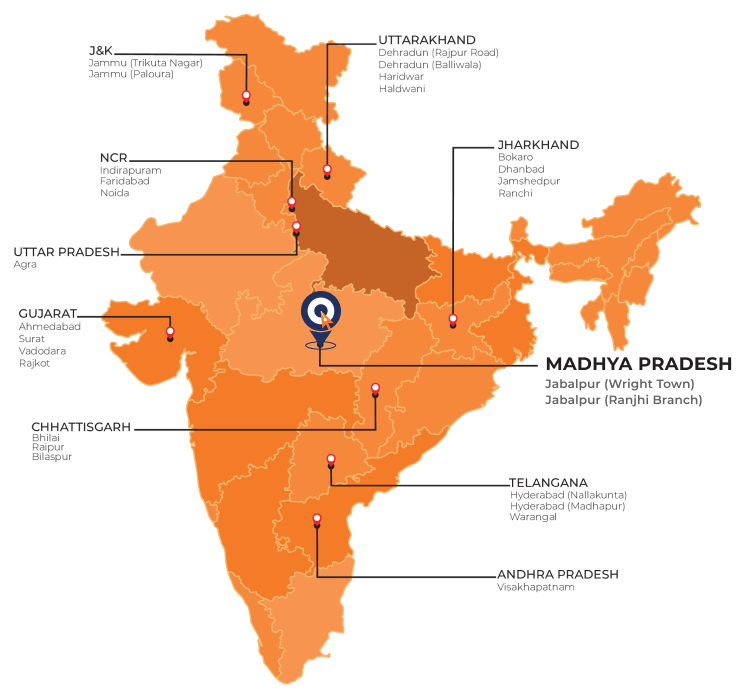 J&K
Jammu (Trikuta Nagar)
Jammu (Paloura)
UTTARAKHAND
Dehradun (Rajpur Road)
Dehradun (Balliwala)
Haridwar
Haldwani
NCR
Indirapuram
Faridabad
Noida
JHARKHAND
Bokaro
Dhanbad
Jamshedpur
Ranchi
UTTAR PRADESH
Agra
GUJARAT
Ahmedabad
Surat
Vadodara
Rajkot
MADHYA PRADESH
Jabalpur (Wright Town)
Jabalpur (Ranjhi Branch)
CHHATTISGARH
Bhilai
Raipur
Bilaspur
TELANGANA
Hyderabad (Nallakunta)
Hyderabad (Madhapur)
Warangal
ANDHRA PRADESH
Visakhapatnam